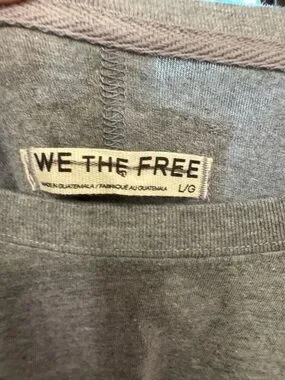 WE THE FREE
MADE IN GUATEMALA / FABRIQUÉ AU GUATEMALA L/G